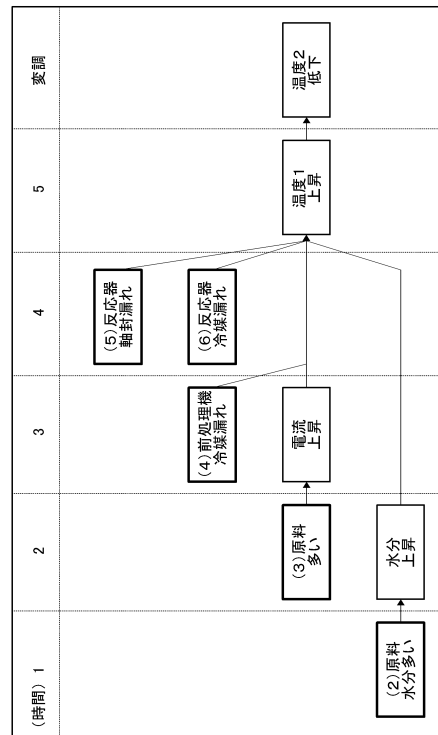 (時間) 1
2
3
4
5
変調
(5)反応器
軸封漏れ
(6)反応器
冷媒漏れ
(4)前処理機
冷媒漏れ
(3)原料
多い
電流
上昇
温度1
上昇
温度2
低下
(2)原料
水分多い
水分
上昇